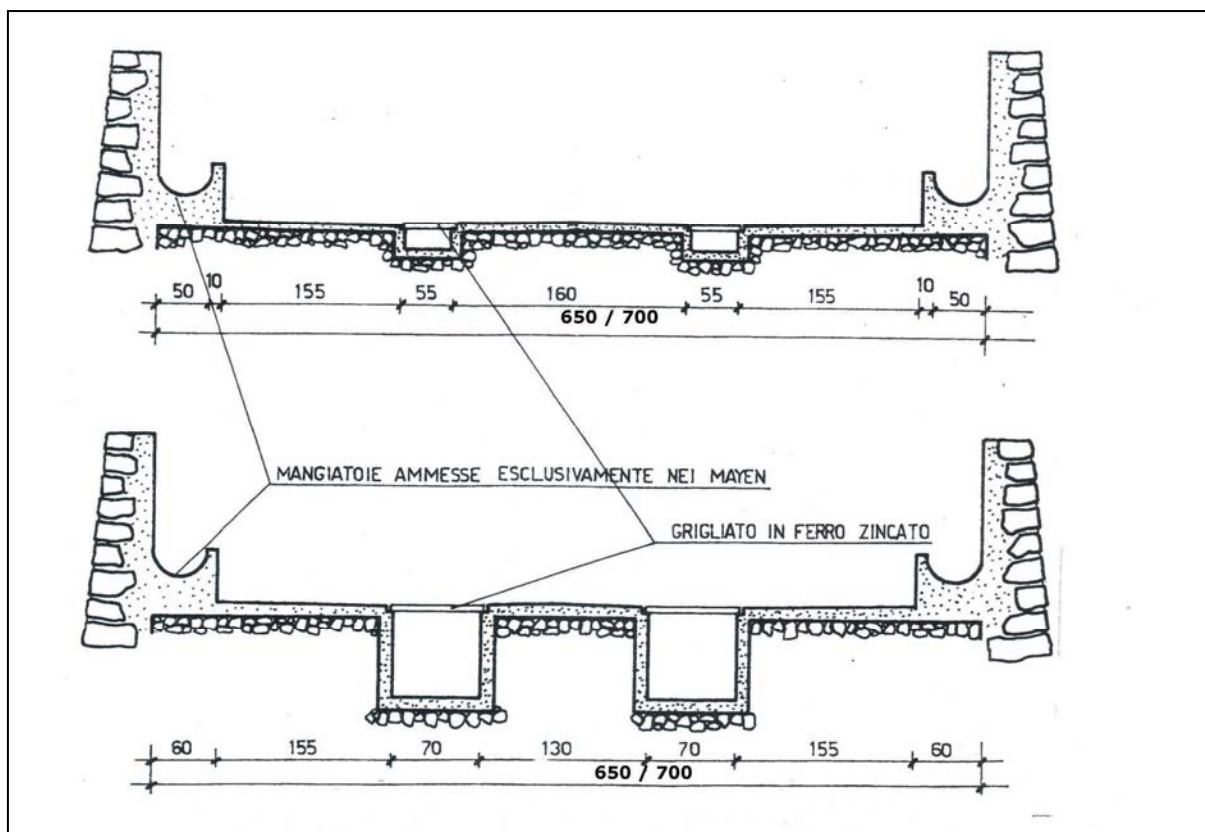 50 10 155 55 160 55 155 10 50
650 / 700
MANGIATOIE AMMESSE ESCLUSIVAMENTE NEI MAYEN
GRIGLIATO IN FERRO ZINCATO
60 155 70 130 70 155 60
650 / 700